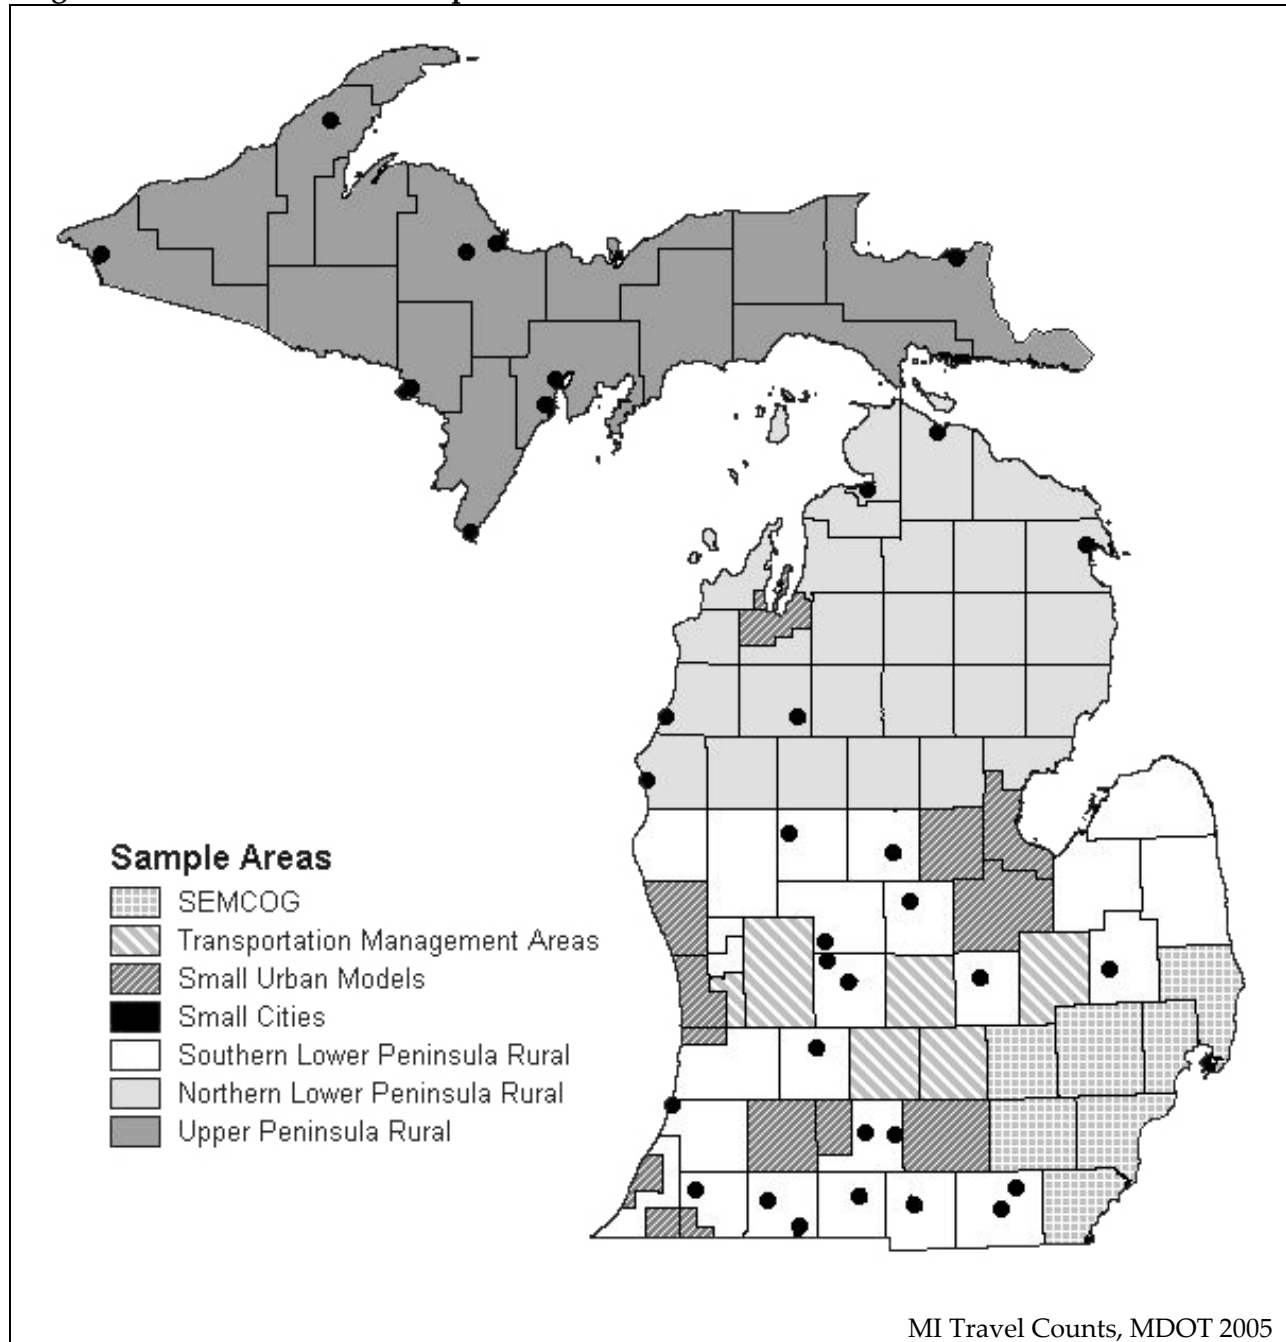 Sample Areas
SEMCOG
Transportation Management Areas
Small Urban Models
Small Cities
Southern Lower Peninsula Rural
Northern Lower Peninsula Rural
Upper Peninsula Rural
MI Travel Counts, MDOT 2005